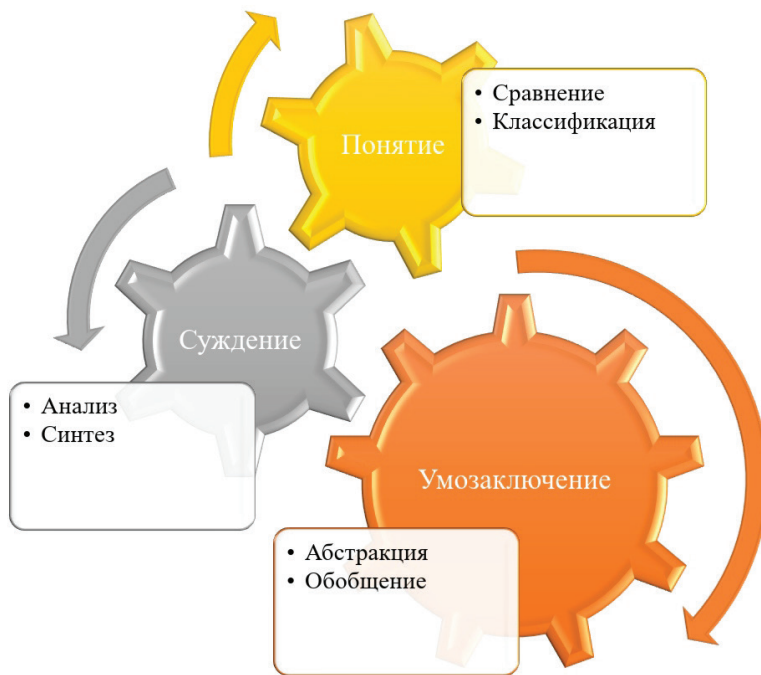 Понятие
• Сравнение
• Классификация
Суждение
• Анализ
• Синтез
Умозаключение
• Абстракция
• Обобщение